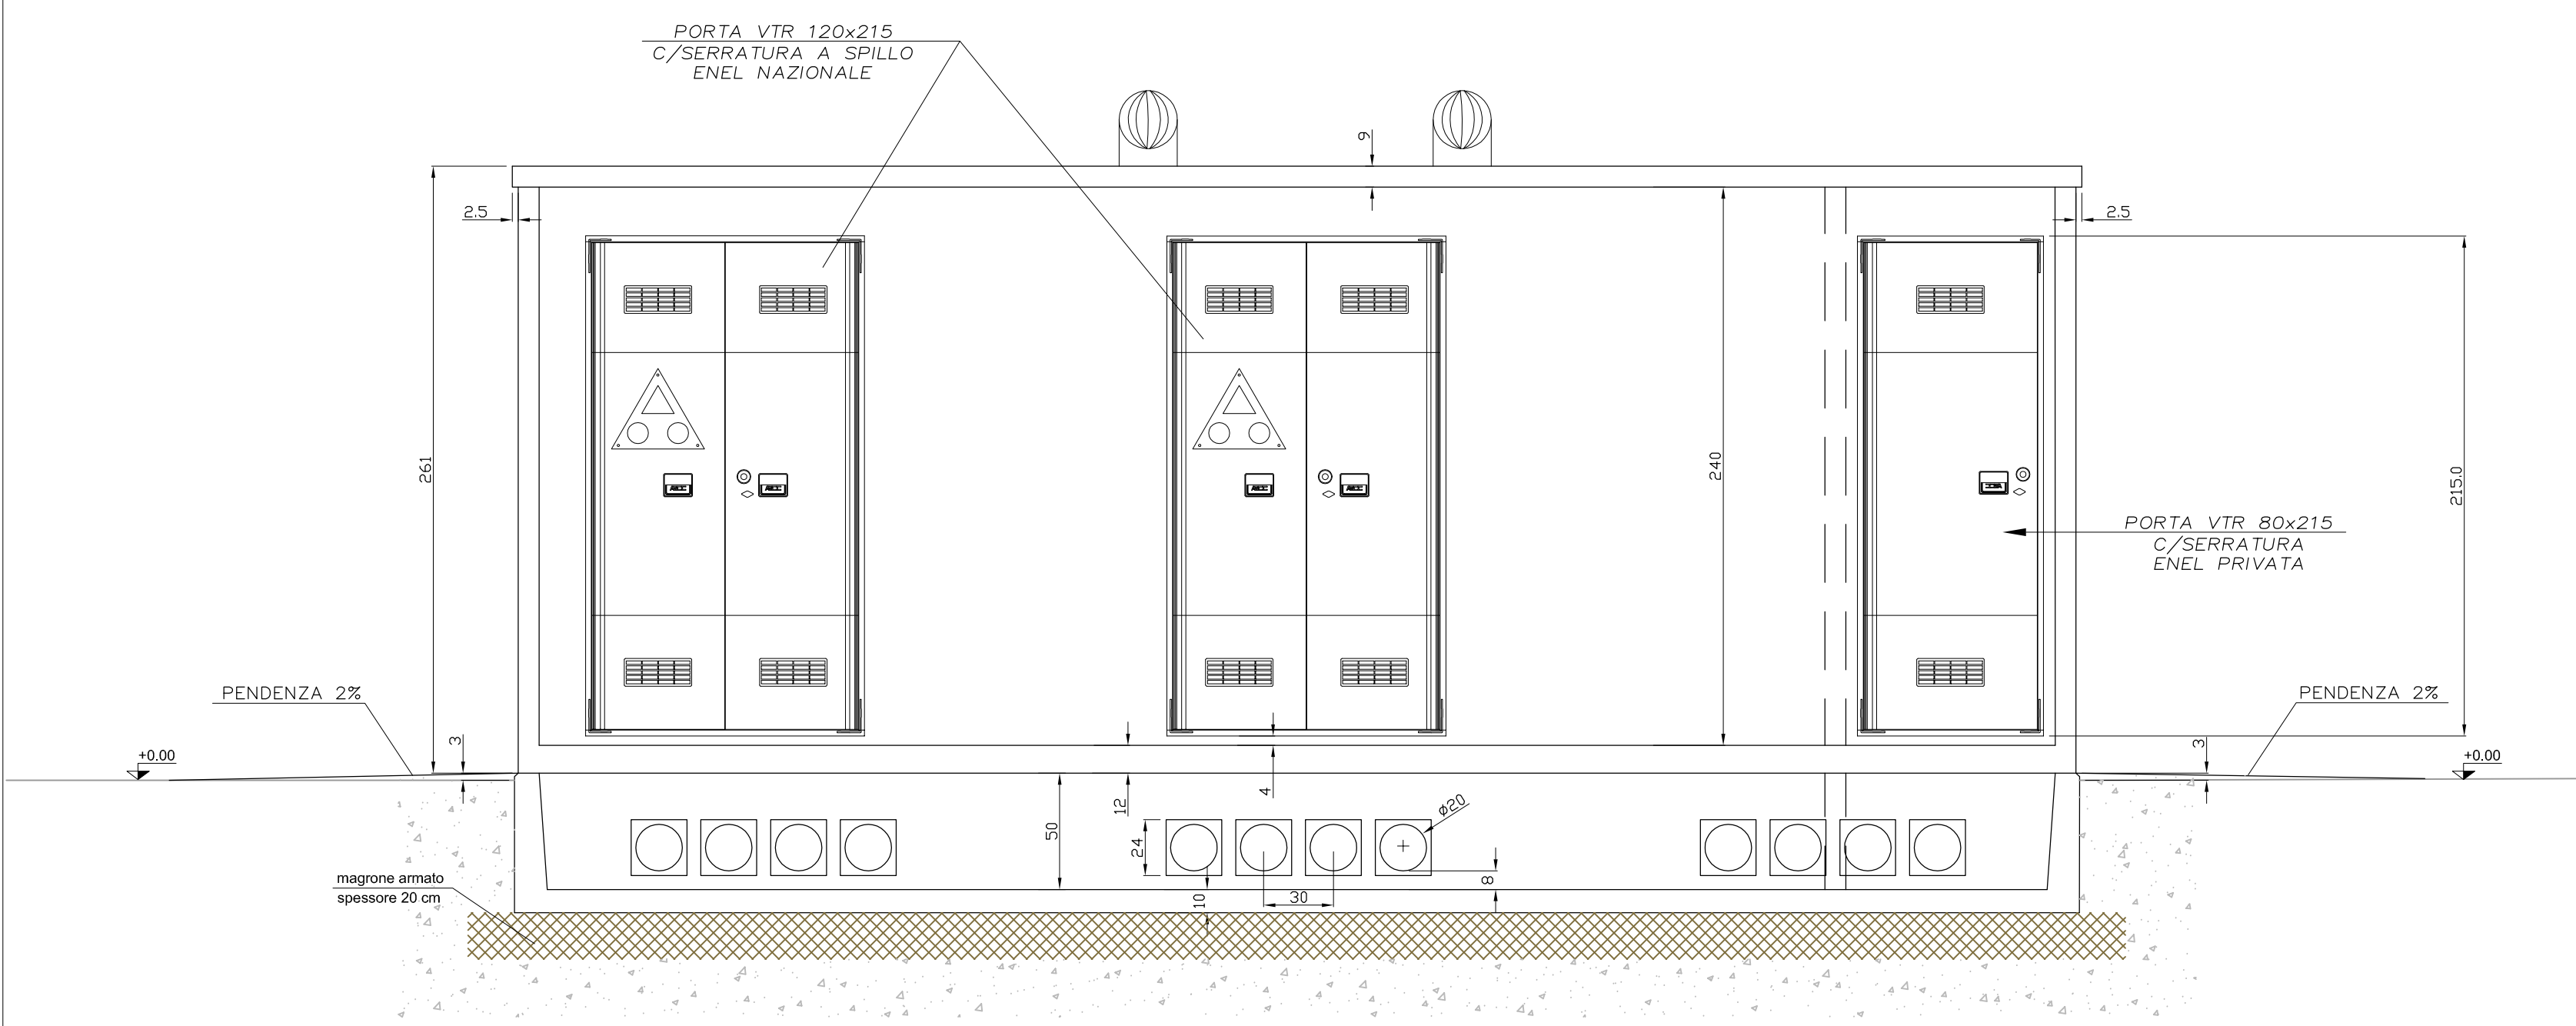 PORTA VTR 120x215
C/SERRATURA A SPILLO
ENEL NAZIONALE
9
2.5
2.5
261
240
215.0
PORTA VTR 80x215
C/SERRATURA
ENEL PRIVATA
PENDENZA 2%
PENDENZA 2%
3
3
+0.00
+0.00
4
12
50
24
ø20
8
10
30
magrone armato
spessore 20 cm